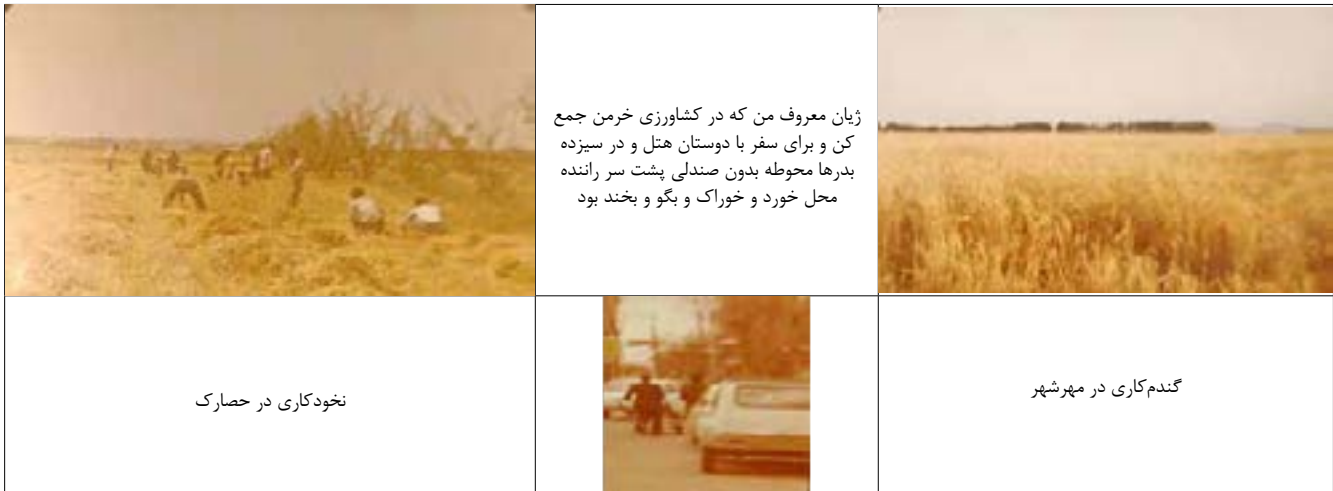 ژیان معروف من که در کشاورزی خرمن جمع
کن و برای سفر با دوستان هتل و در سیزده
بدرها محوطه بدون صندلی پشت سر راننده
محل خورد و خوراک و بگو و بخند بود
گندم‌کاری در مهرشهر
نخودکاری در حصارک